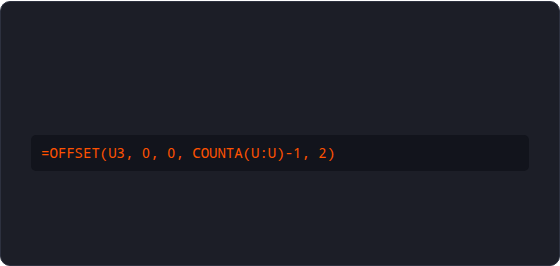 =OFFSET(U3, 0, 0, COUNTA(U:U)-1, 2)